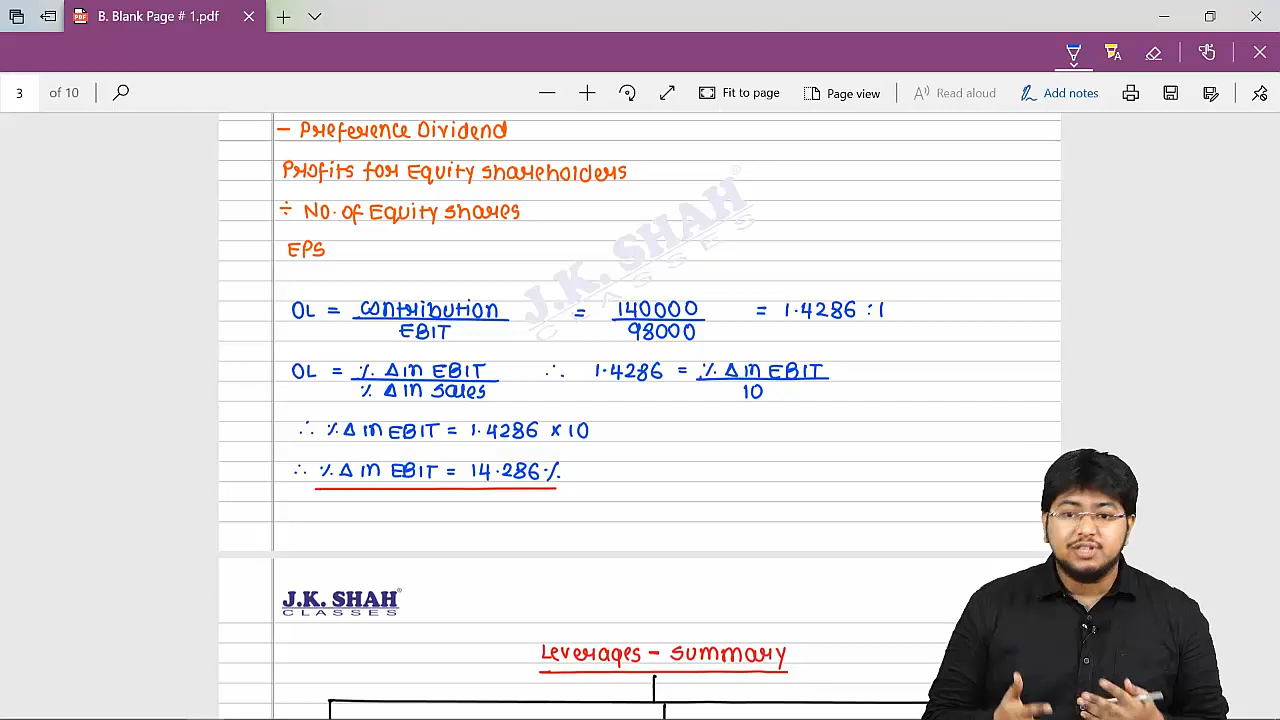 B. Blank Page # 1.pdf
3 of 10 Fit to page Page view Read aloud Add notes
- Preference Dividend
Profits for Equity shareholders
÷ No. of Equity shares
EPS
J.K. SHAH®
CLASSES
OL = Contribution / EBIT = 140000 / 98000 = 1.4286 : 1
OL = % Δ in EBIT / % Δ in Sales ∴ 1.4286 = % Δ in EBIT / 10
∴ % Δ in EBIT = 1.4286 × 10
∴ % Δ in EBIT = 14.286 %
J.K. SHAH®
CLASSES
Leverages - Summary